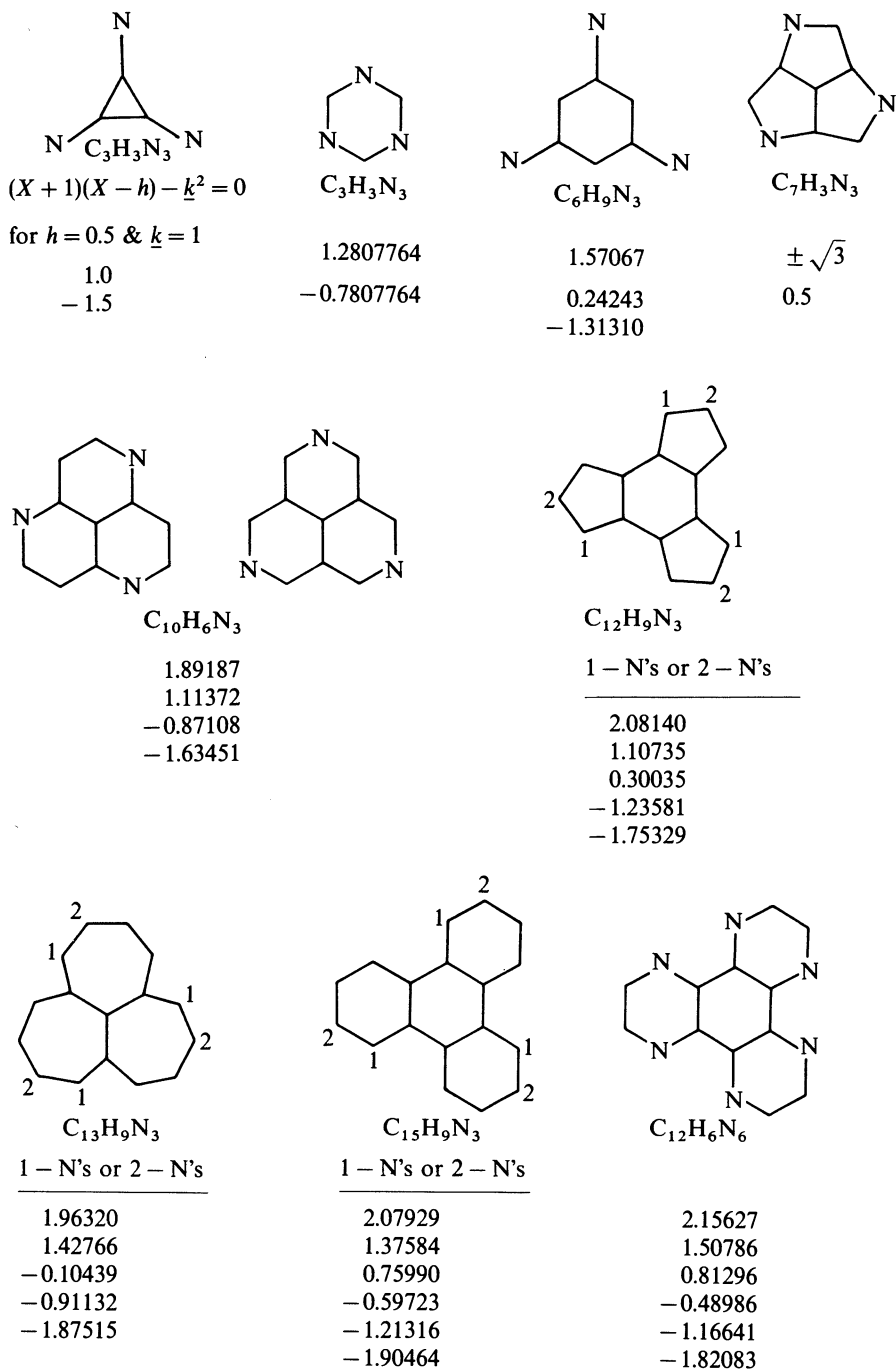 N
N
N N N
N N N N
N N N N N
C₃H₃N₃
C₃H₃N₃
C₆H₉N₃
C₇H₃N₃
(X + 1)(X − h) − k² = 0
for h = 0.5 & k = 1
1.0
− 1.5
1.2807764
− 0.7807764
1.57067
0.24243
− 1.31310
± √3
0.5
N
N
N
N
N N
C₁₀H₆N₃
1.89187
1.11372
− 0.87108
− 1.63451
1 2
2
1
1
2
C₁₂H₉N₃
1 – N's or 2 – N's
2.08140
1.10735
0.30035
− 1.23581
− 1.75329
2
1
1
2
2
1
C₁₃H₉N₃
1 – N's or 2 – N's
1.96320
1.42766
− 0.10439
− 0.91132
− 1.87515
2
1
2
1
1
2
C₁₅H₉N₃
1 – N's or 2 – N's
2.07929
1.37584
0.75990
− 0.59723
− 1.21316
− 1.90464
N
N
N
N
N
N
C₁₂H₆N₆
2.15627
1.50786
0.81296
− 0.48986
− 1.16641
− 1.82083